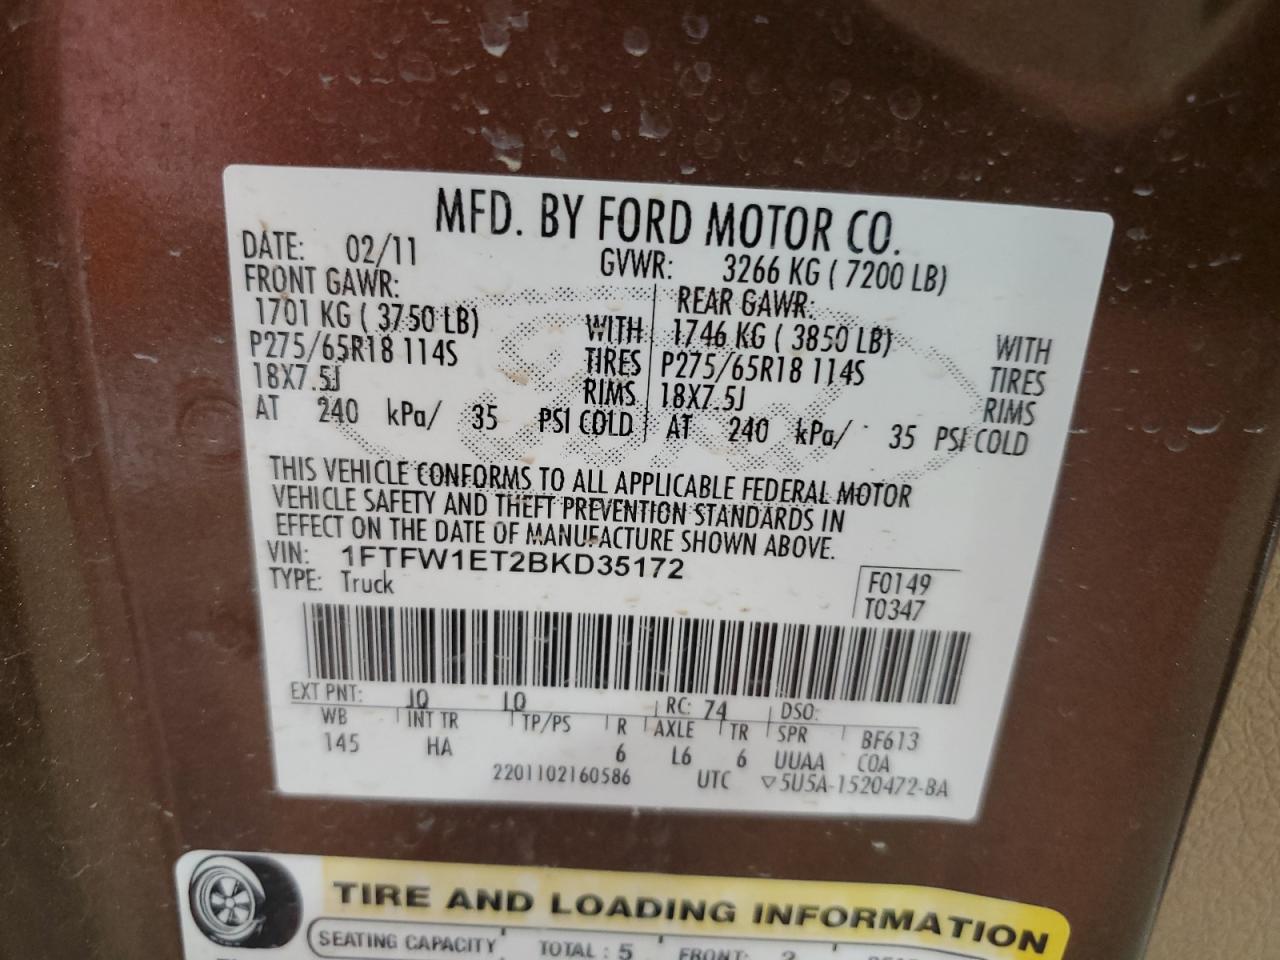 MFD. BY FORD MOTOR CO.
DATE: 02/11 GVWR: 3266 KG ( 7200 LB)
FRONT GAWR: REAR GAWR:
1701 KG ( 3750 LB) WITH 1746 KG ( 3850 LB) WITH
P275/65R18 114S TIRES P275/65R18 114S TIRES
18X7.5J RIMS 18X7.5J RIMS
AT 240 kPa/ 35 PSI COLD AT 240 kPa/ 35 PSI COLD
THIS VEHICLE CONFORMS TO ALL APPLICABLE FEDERAL MOTOR
VEHICLE SAFETY AND THEFT PREVENTION STANDARDS IN
EFFECT ON THE DATE OF MANUFACTURE SHOWN ABOVE.
VIN: 1FTFW1ET2BKD35172
TYPE: Truck F0149
T0347
EXT PNT: JQ JQ RC: 74 DSO:
WB INT TR TP/PS R AXLE TR SPR BF613
145 HA 6 L6 6 UUAA COA
2201102160586 UTC ▽5U5A-1520472-BA
TIRE AND LOADING INFORMATION
SEATING CAPACITY TOTAL : 5 FRONT: 2